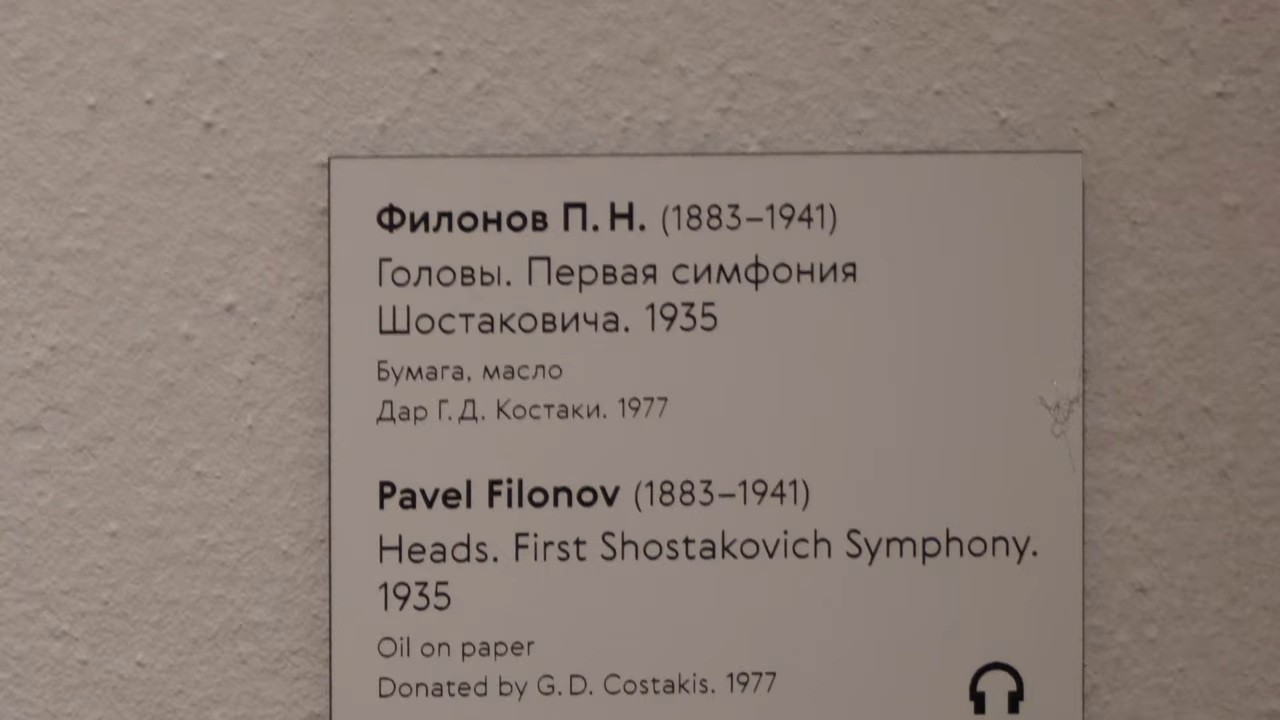 Филонов П. Н. (1883–1941)
Головы. Первая симфония
Шостаковича. 1935
Бумага, масло
Дар Г. Д. Костаки. 1977
Pavel Filonov (1883–1941)
Heads. First Shostakovich Symphony.
1935
Oil on paper
Donated by G. D. Costakis. 1977